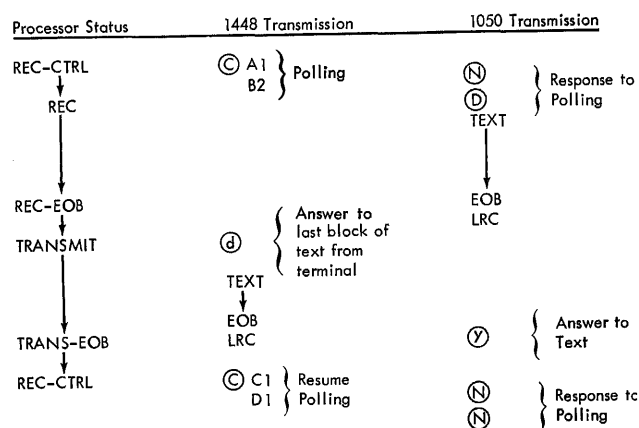 Processor Status 1448 Transmission 1050 Transmission
REC-CTRL Ⓒ A1 Polling Ⓝ Response to
B2 Ⓓ Polling
REC TEXT
REC-EOB EOB
LRC
TRANSMIT ⓓ Answer to
last block of
text from
terminal
TEXT
EOB
TRANS-EOB LRC ⓨ Answer to
Text
REC-CTRL Ⓒ C1 Resume Ⓝ Response to
D1 Polling Ⓝ Polling